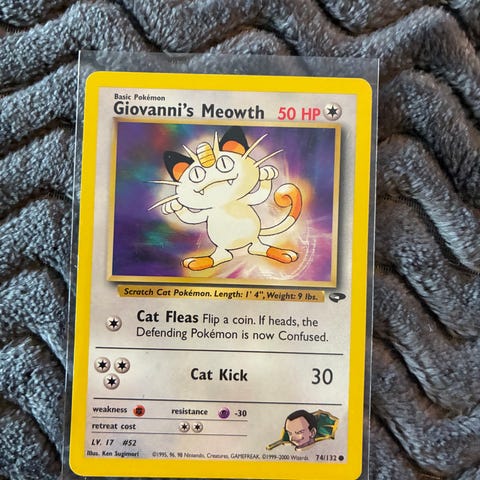 Basic Pokémon
Giovanni's Meowth 50 HP
Scratch Cat Pokémon. Length: 1' 4", Weight: 9 lbs.
Cat Fleas Flip a coin. If heads, the
Defending Pokémon is now Confused.
Cat Kick 30
weakness resistance -30
retreat cost
LV. 17 #52
Illus. Ken Sugimori ©1995, 96, 98 Nintendo, Creatures, GAMEFREAK. ©1999-2000 Wizards. 74/132